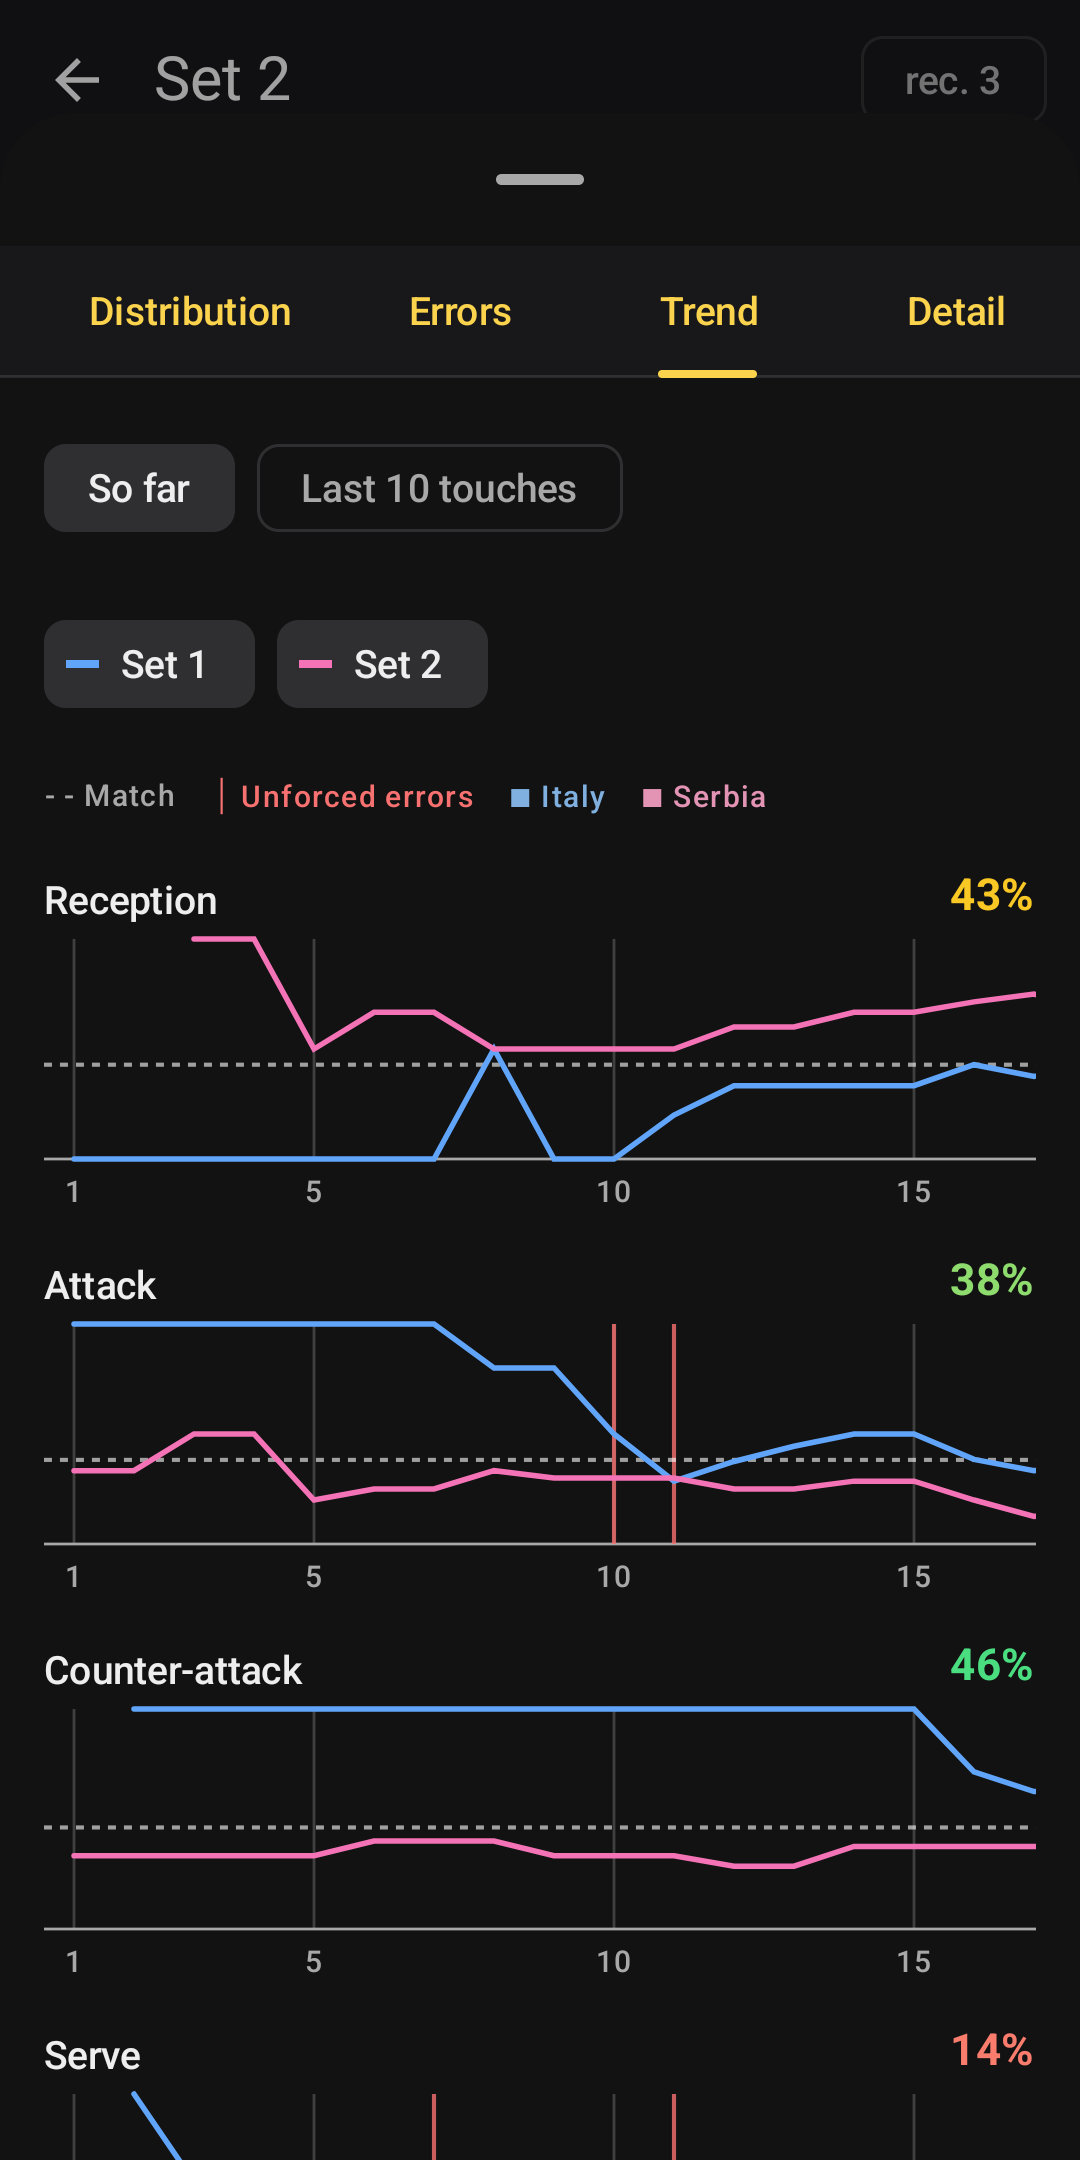 Set 2
rec. 3
Distribution Errors Trend Detail
So far Last 10 touches
Set 1 Set 2
- - Match | Unforced errors Italy Serbia
Reception 43%
1 5 10 15
Attack 38%
1 5 10 15
Counter-attack 46%
1 5 10 15
Serve 14%